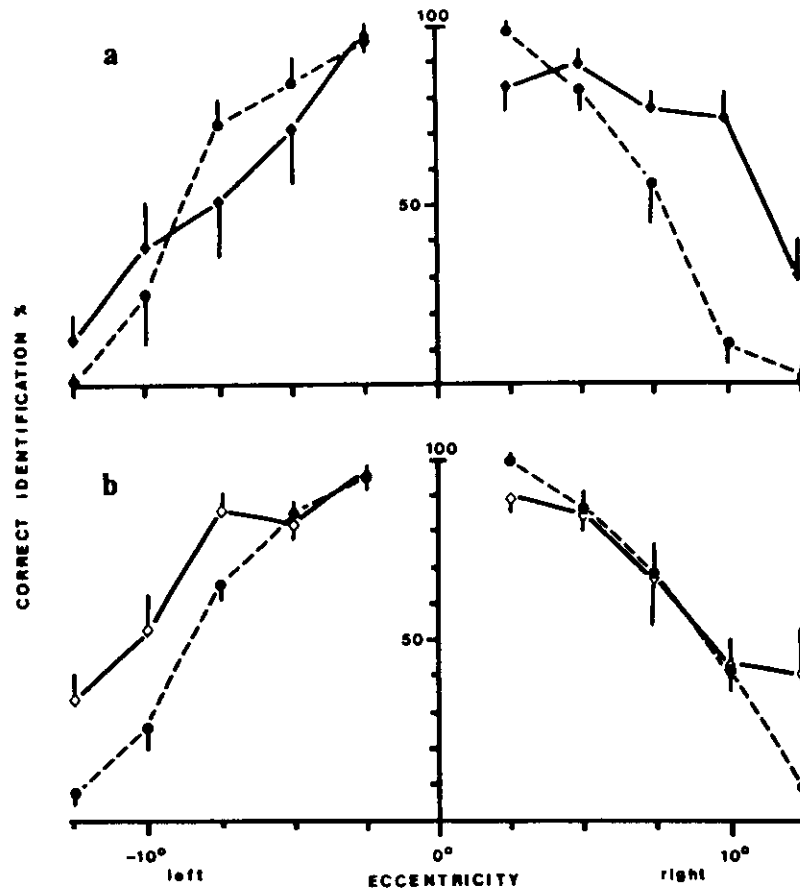 a
100
50
b
100
50
CORRECT IDENTIFICATION %
-10° 0° 10°
left ECCENTRICITY right